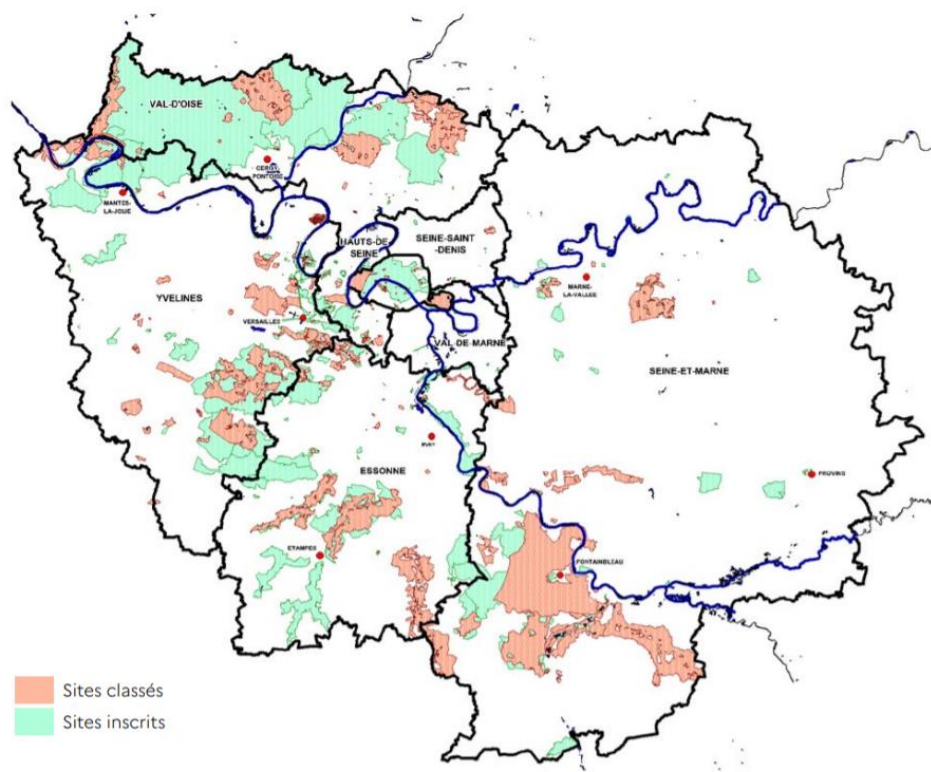 VAL-D'OISE
CERGY-
PONTOISE
MANTES-
LA-JOLIE
HAUTS-DE-
SEINE
SEINE-SAINT
-DENIS
MARNE-
LA-VALLEE
YVELINES
VERSAILLES
VAL-DE-MARNE
SEINE-ET-MARNE
EVRY
ESSONNE
PROVINS
ETAMPES
FONTAINBLEAU
Sites classés
Sites inscrits